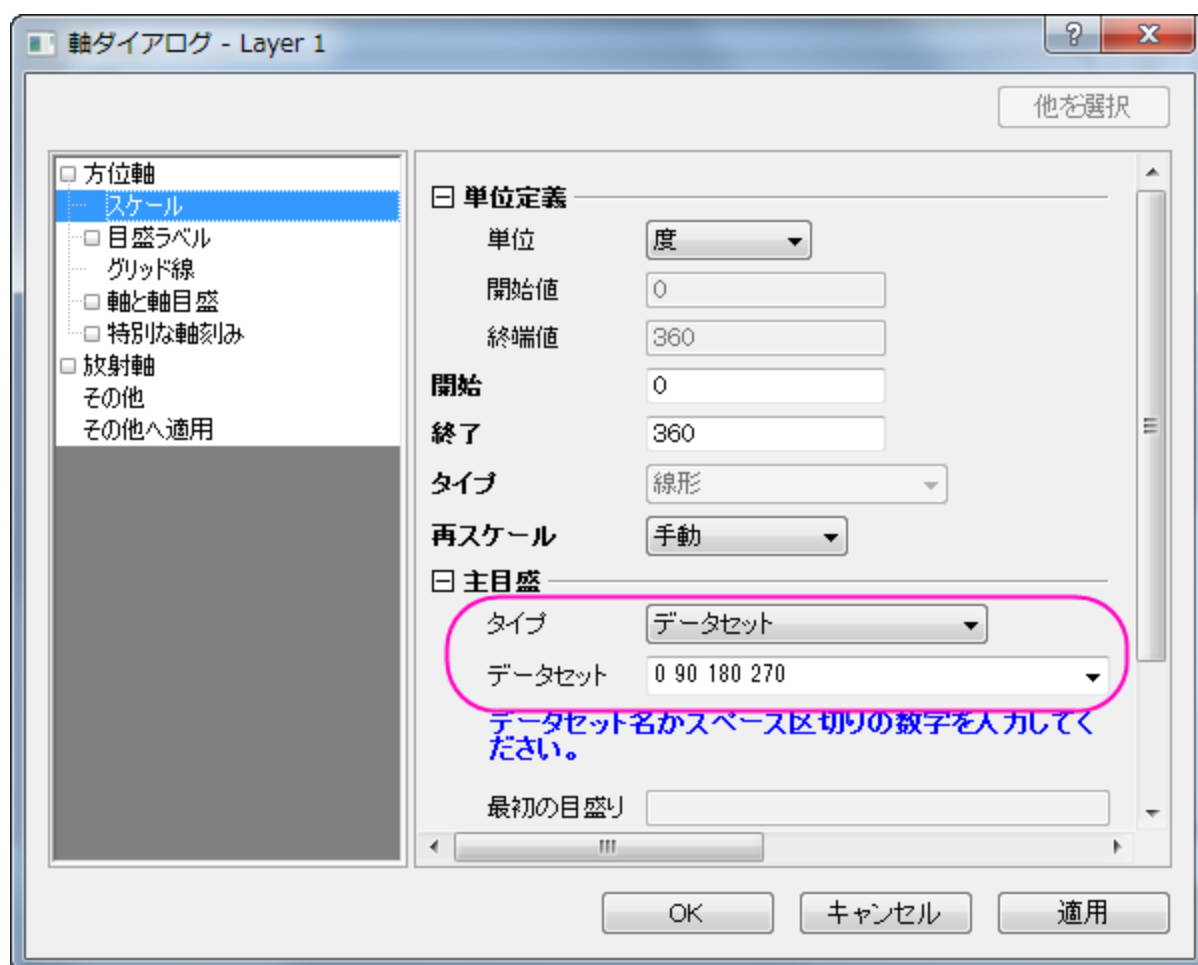 軸ダイアログ - Layer 1
他を選択
方位軸
スケール
目盛ラベル
グリッド線
軸と軸目盛
特別な軸刻み
放射軸
その他
その他へ適用
単位定義
単位 度
開始値 0
終端値 360
開始 0
終了 360
タイプ 線形
再スケール 手動
主目盛
タイプ データセット
データセット 0 90 180 270
データセット名かスペース区切りの数字を入力してく
ださい。
最初の目盛り
OK キャンセル 適用